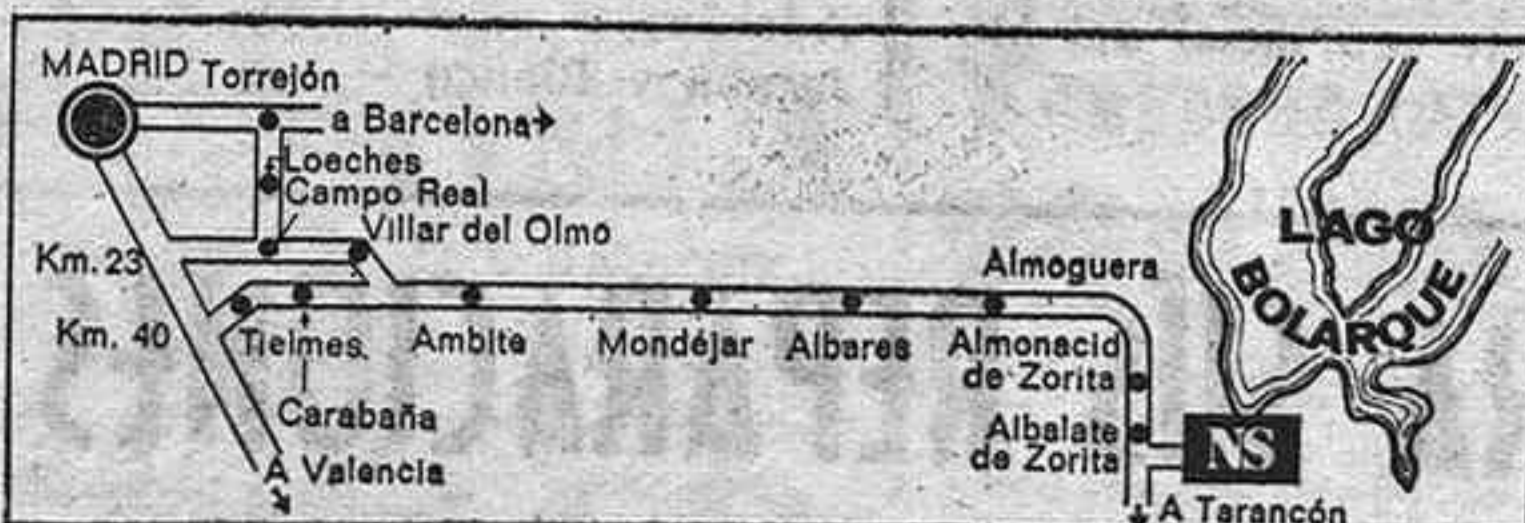 MADRID Torrejón
a Barcelona
Loeches
Campo Real
Villar del Olmo
Km. 23
Km. 40
Tielmes
Carabaña
A Valencia
Ambite
Mondéjar
Albares
Almoguera
Almonacid
de Zorita
Albalate
de Zorita
NS
A Tarancón
LAGO
BOLARQUE